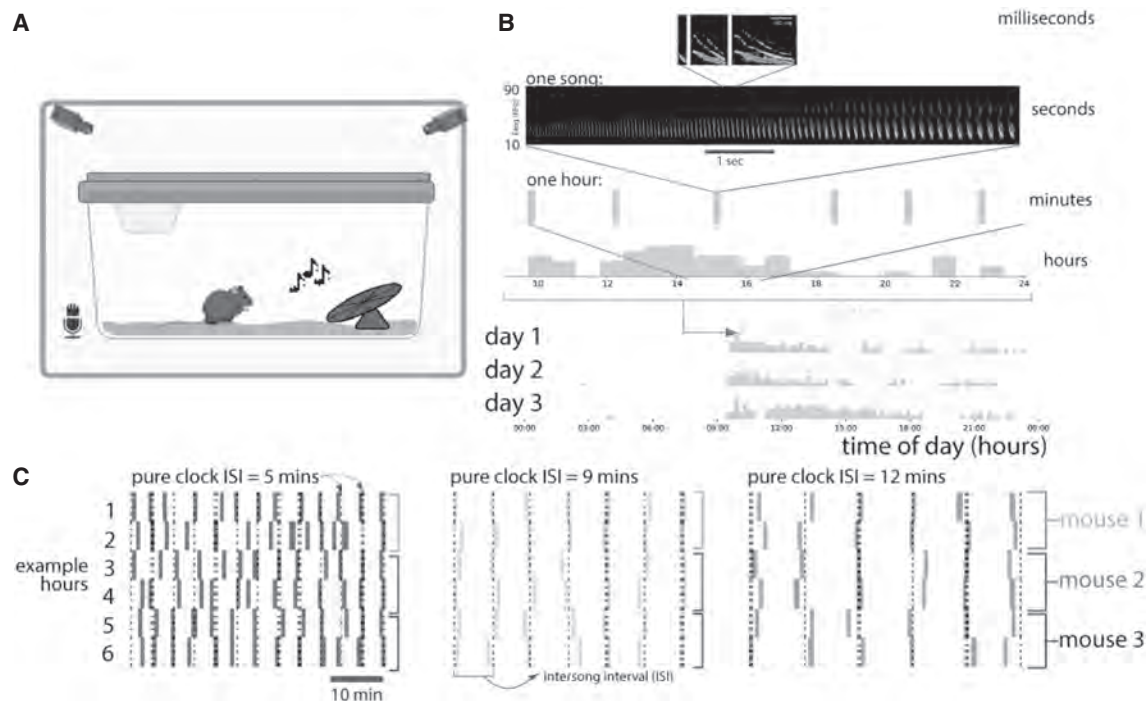 A
B
milliseconds
one song:
90
10
seconds
1 sec
one hour:
minutes
hours
10 12 14 16 18 20 22 24
day 1
day 2
day 3
00:00 03:00 06:00 09:00 12:00 15:00 18:00 21:00 00:00
time of day (hours)
C
pure clock ISI = 5 mins
pure clock ISI = 9 mins
pure clock ISI = 12 mins
example
hours
1
2
3
4
5
6
mouse 1
mouse 2
mouse 3
10 min
intersong interval (ISI)